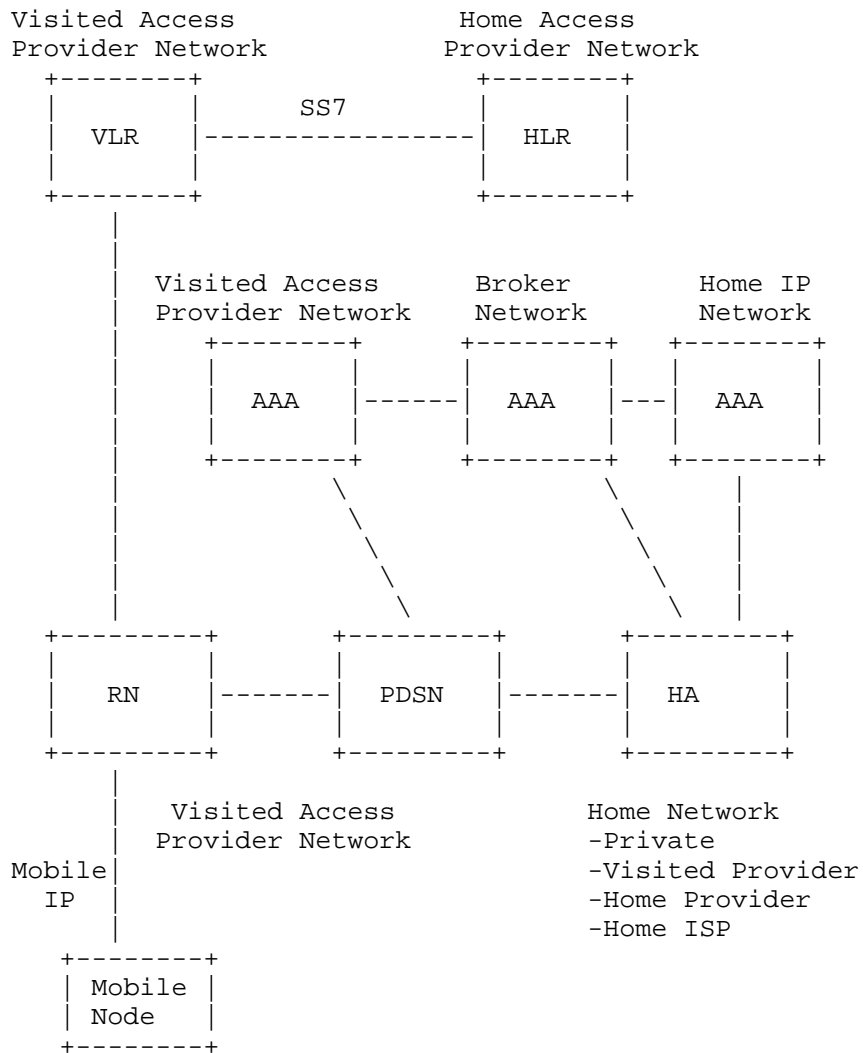 Visited Access Home Access
Provider Network Provider Network
SS7
VLR HLR
Visited Access Broker Home IP
Provider Network Network Network
AAA AAA AAA
RN PDSN HA
Visited Access Home Network
Provider Network -Private
Mobile -Visited Provider
IP -Home Provider
-Home ISP
Mobile
Node